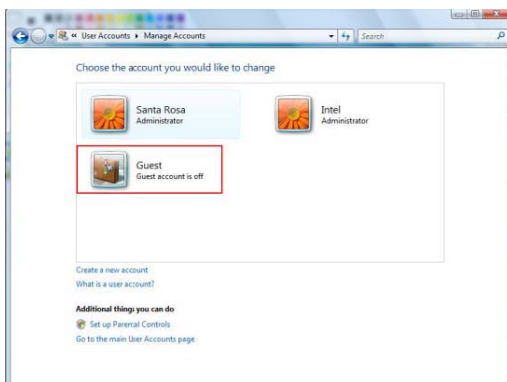 « User Accounts ▸ Manage Accounts
Search
Choose the account you would like to change
Santa Rosa
Administrator
Intel
Administrator
Guest
Guest account is off
Create a new account
What is a user account?
Additional things you can do
Set up Parental Controls
Go to the main User Accounts page